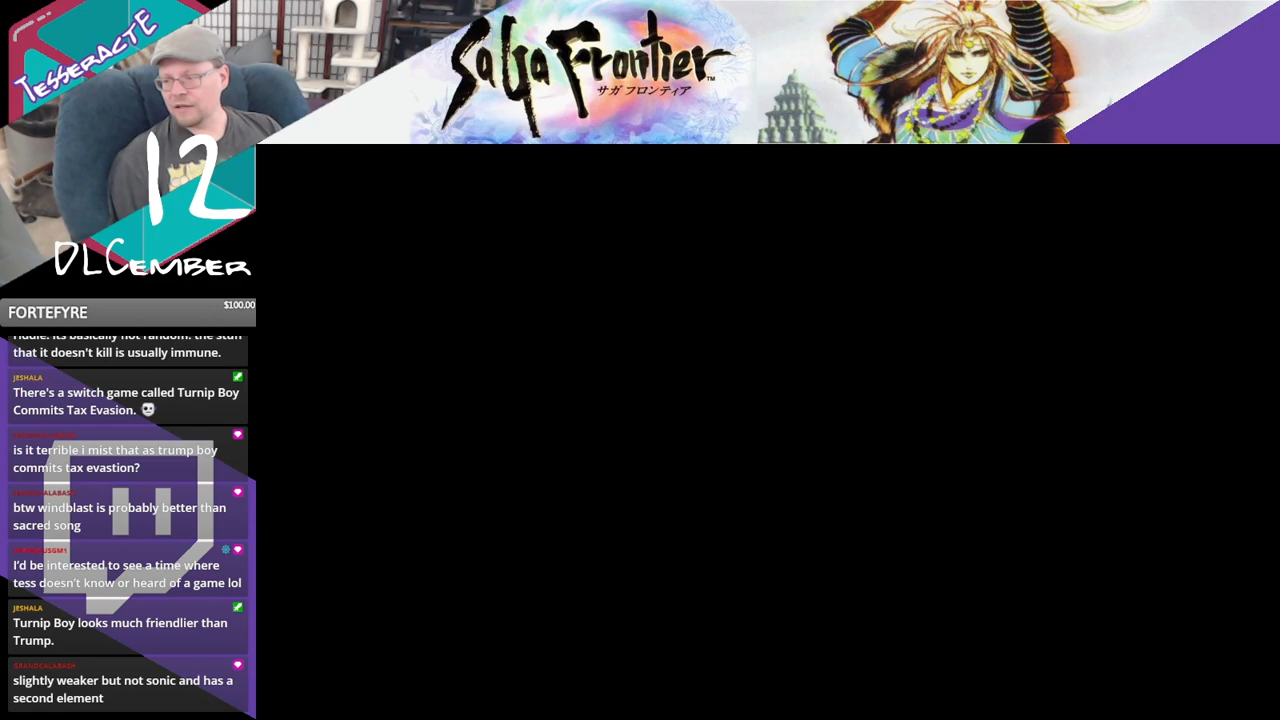 TESSERACTE
SaGa Frontier™
サガ フロンティア
12
DLCEMBER
FORTEFYRE
$100.00
that it doesn't kill is usually immune.
JESHALA
There's a switch game called Turnip Boy
Commits Tax Evasion.
is it terrible i mist that as trump boy
commits tax evastion?
btw windblast is probably better than
sacred song
I'd be interested to see a time where
tess doesn't know or heard of a game lol
JESHALA
Turnip Boy looks much friendlier than
Trump.
GRANDCALABASH
slightly weaker but not sonic and has a
second element